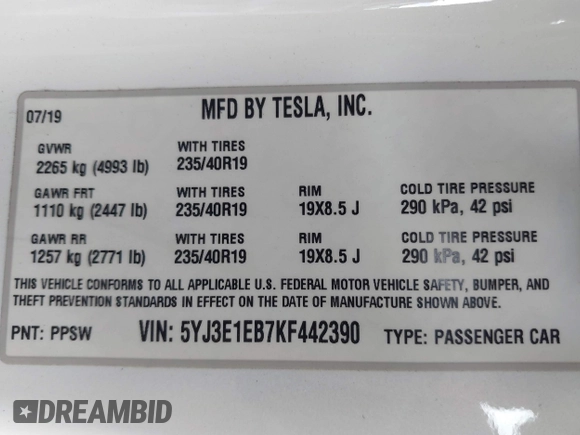 07/19 MFD BY TESLA, INC.
GVWR WITH TIRES
2265 kg (4993 lb) 235/40R19
GAWR FRT WITH TIRES RIM COLD TIRE PRESSURE
1110 kg (2447 lb) 235/40R19 19X8.5 J 290 kPa, 42 psi
GAWR RR WITH TIRES RIM COLD TIRE PRESSURE
1257 kg (2771 lb) 235/40R19 19X8.5 J 290 kPa, 42 psi
THIS VEHICLE CONFORMS TO ALL APPLICABLE U.S. FEDERAL MOTOR VEHICLE SAFETY, BUMPER, AND
THEFT PREVENTION STANDARDS IN EFFECT ON THE DATE OF MANUFACTURE SHOWN ABOVE.
PNT: PPSW VIN: 5YJ3E1EB7KF442390 TYPE: PASSENGER CAR
DREAMBID